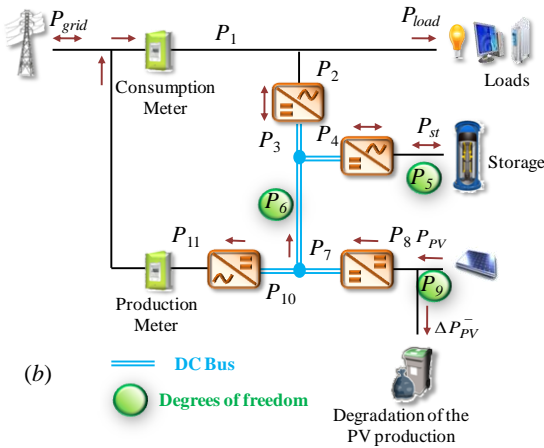 P_grid
P_1
P_load
Consumption
Meter
Loads
P_2
P_3
P_4
P_st
P_5
Storage
P_6
P_11
P_7
P_8
P_PV
P_9
P_10
Production
Meter
ΔP_PV^−
(b)
DC Bus
Degrees of freedom
Degradation of the
PV production